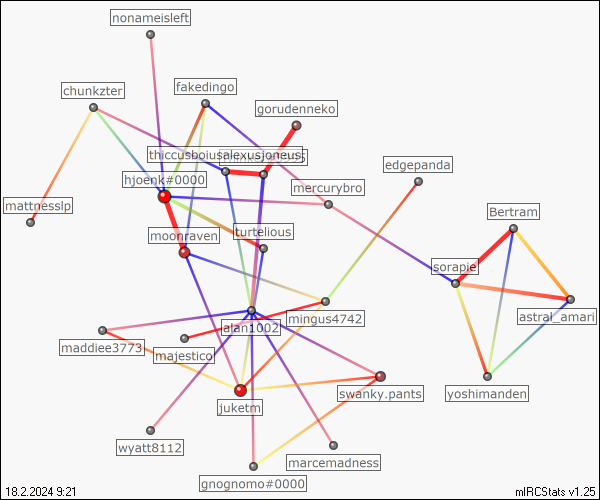 nonameisleft
chunkzter
fakedingo
gorudenneko
thiccusboiusalexusjoneus
edgepanda
hjoenk#0000
mercurybro
mattnesslp
Bertram
moonraven
turtelious
sorapie
alan1002
mingus4742
astral_amari
maddiee3773
majestico
juketm
swanky.pants
yoshimanden
wyatt8112
marcemadness
gnognomo#0000
18.2.2024 9:21
mIRCStats v1.25